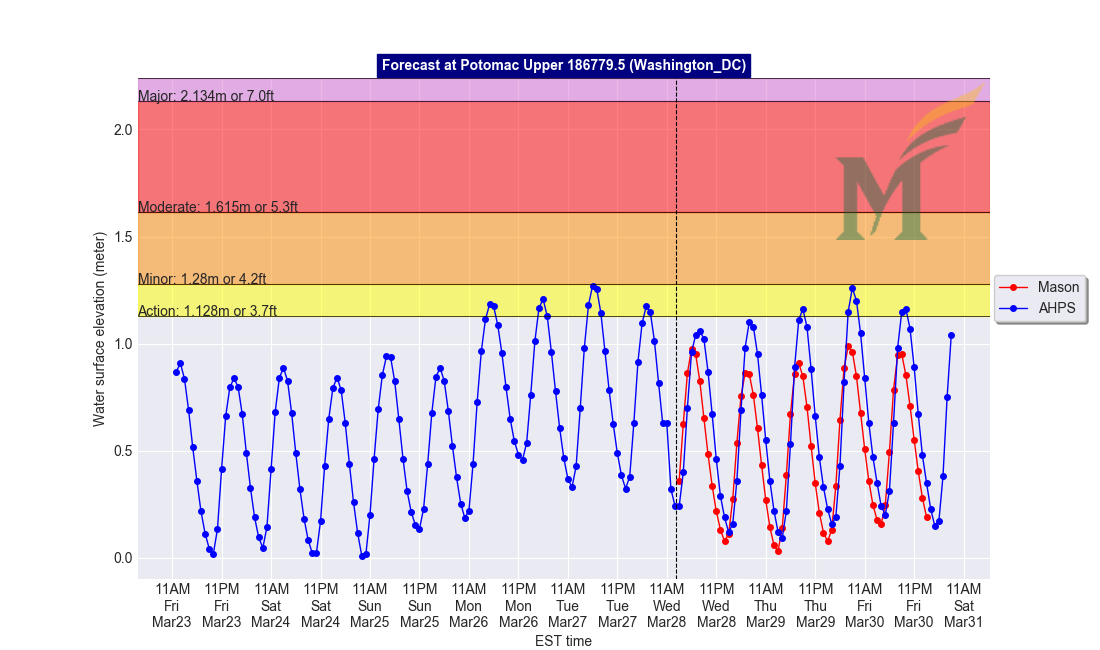 Forecast at Potomac Upper 186779.5 (Washington_DC)
Major: 2.134m or 7.0ft
2.0
Moderate: 1.615m or 5.3ft
1.5
Minor: 1.28m or 4.2ft
Action: 1.128m or 3.7ft
1.0
0.5
0.0
Water surface elevation (meter)
M
Mason
AHPS
11AM 11PM 11AM 11PM 11AM 11PM 11AM 11PM 11AM 11PM 11AM 11PM 11AM 11PM 11AM 11PM 11AM
Fri Fri Sat Sat Sun Sun Mon Mon Tue Tue Wed Wed Thu Thu Fri Fri Sat
Mar23 Mar23 Mar24 Mar24 Mar25 Mar25 Mar26 Mar26 Mar27 Mar27 Mar28 Mar28 Mar29 Mar29 Mar30 Mar30 Mar31
EST time